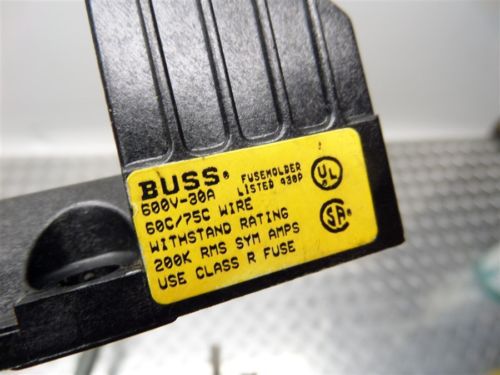 BUSS® FUSEHOLDER
600V-30A LISTED 430P
60C/75C WIRE
WITHSTAND RATING
200K RMS SYM AMPS
USE CLASS R FUSE
UL
SA